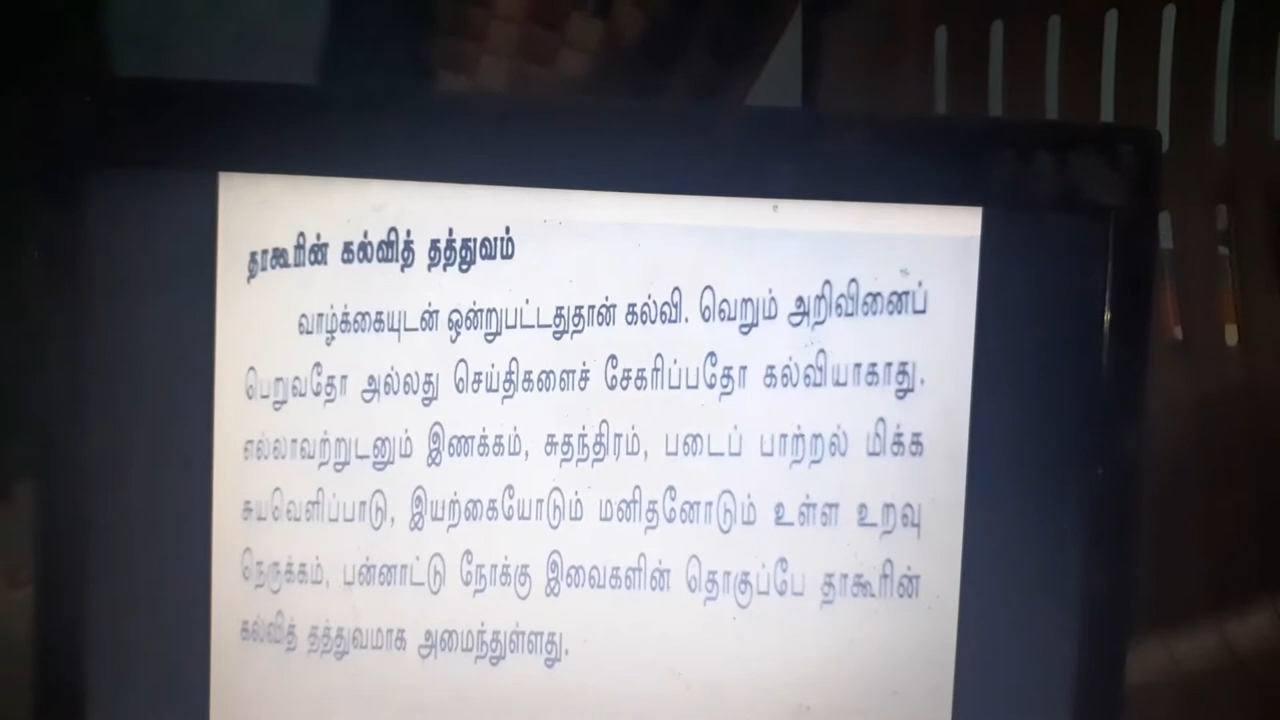 தாகூரின் கல்வித் தத்துவம்
வாழ்க்கையுடன் ஒன்றுபட்டதுதான் கல்வி. வெறும் அறிவினைப்
பெறுவதோ அல்லது செய்திகளைச் சேகரிப்பதோ கல்வியாகாது.
எல்லாவற்றுடனும் இணக்கம், சுதந்திரம், படைப் பாற்றல் மிக்க
சுயவெளிப்பாடு, இயற்கையோடும் மனிதனோடும் உள்ள உறவு
நெருக்கம், பன்னாட்டு நோக்கு இவைகளின் தொகுப்பே தாகூரின்
கல்வித் தத்துவமாக அமைந்துள்ளது.